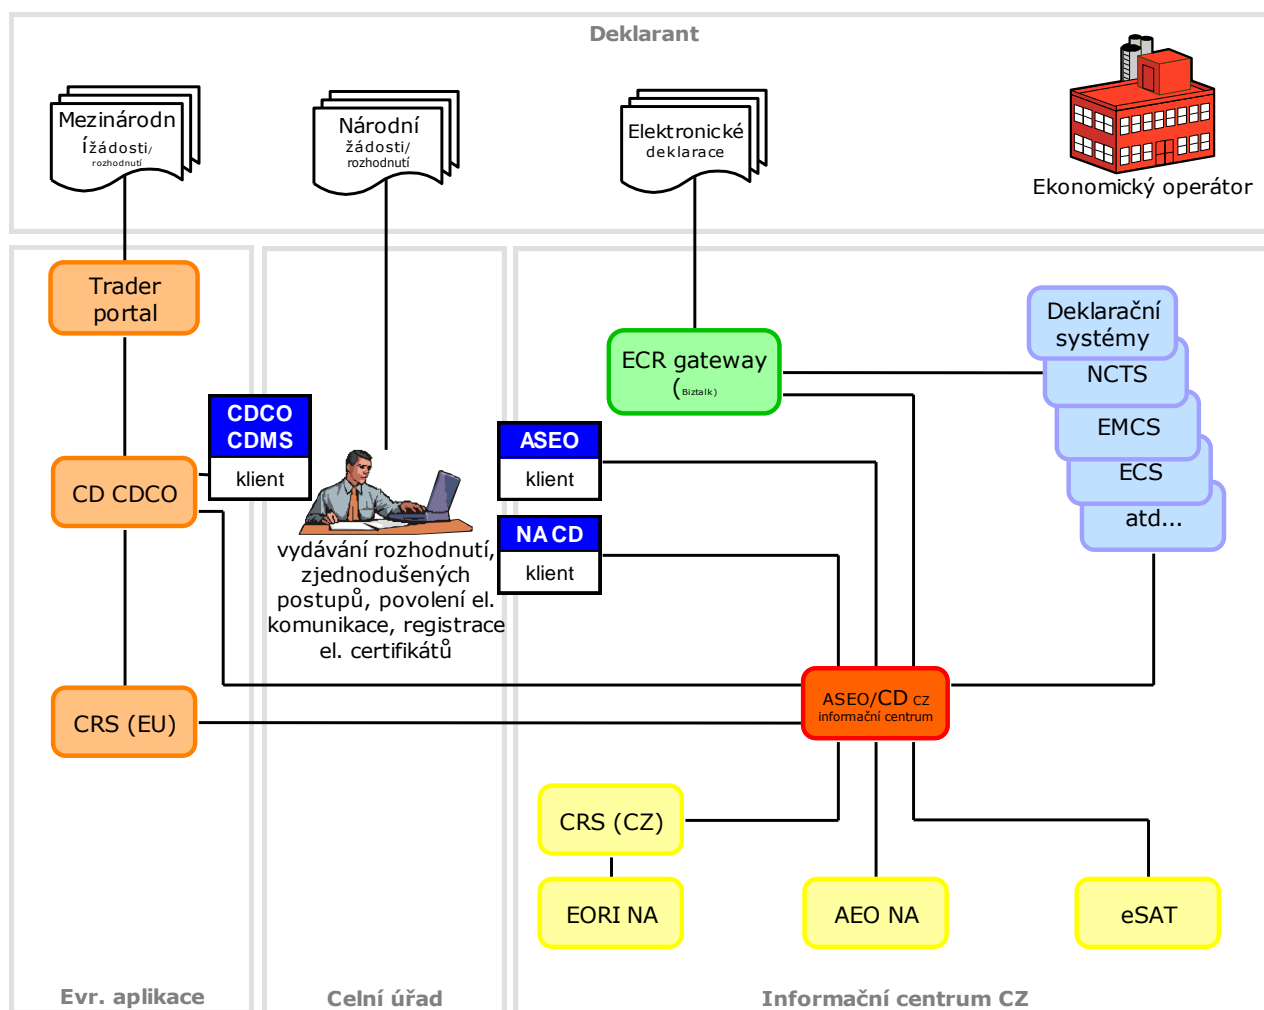 Deklarant
Mezinárodn
Ížádosti/
rozhodnutí
Národní
žádosti/
rozhodnutí
Elektronické
deklarace
Ekonomický operátor
Trader
portal
ECR gateway
(Biztalk)
Deklarační
systémy
NCTS
EMCS
ECS
atd...
CDCO
CDMS
klient
CD CDCO
ASEO
klient
NA CD
klient
vydávání rozhodnutí,
zjednodušených
postupů, povolení el.
komunikace, registrace
el. certifikátů
CRS (EU)
ASEO/CD CZ
informační centrum
CRS (CZ)
EORI NA
AEO NA
eSAT
Evr. aplikace
Celní úřad
Informační centrum CZ